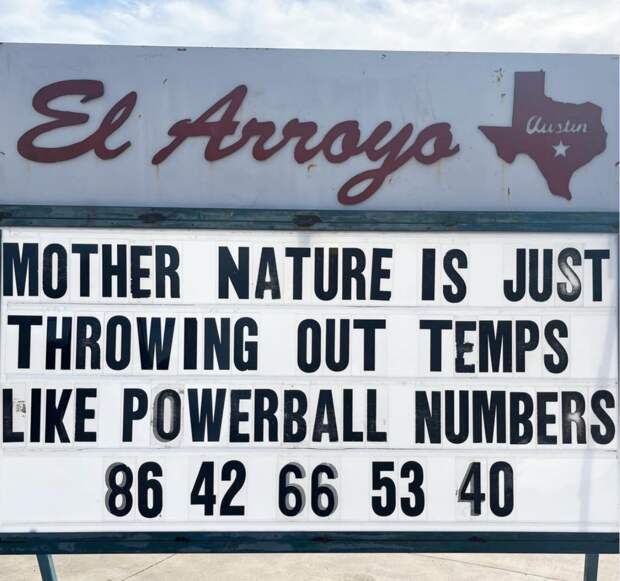 El Arroyo
Austin
MOTHER NATURE IS JUST
THROWING OUT TEMPS
LIKE POWERBALL NUMBERS
86 42 66 53 40